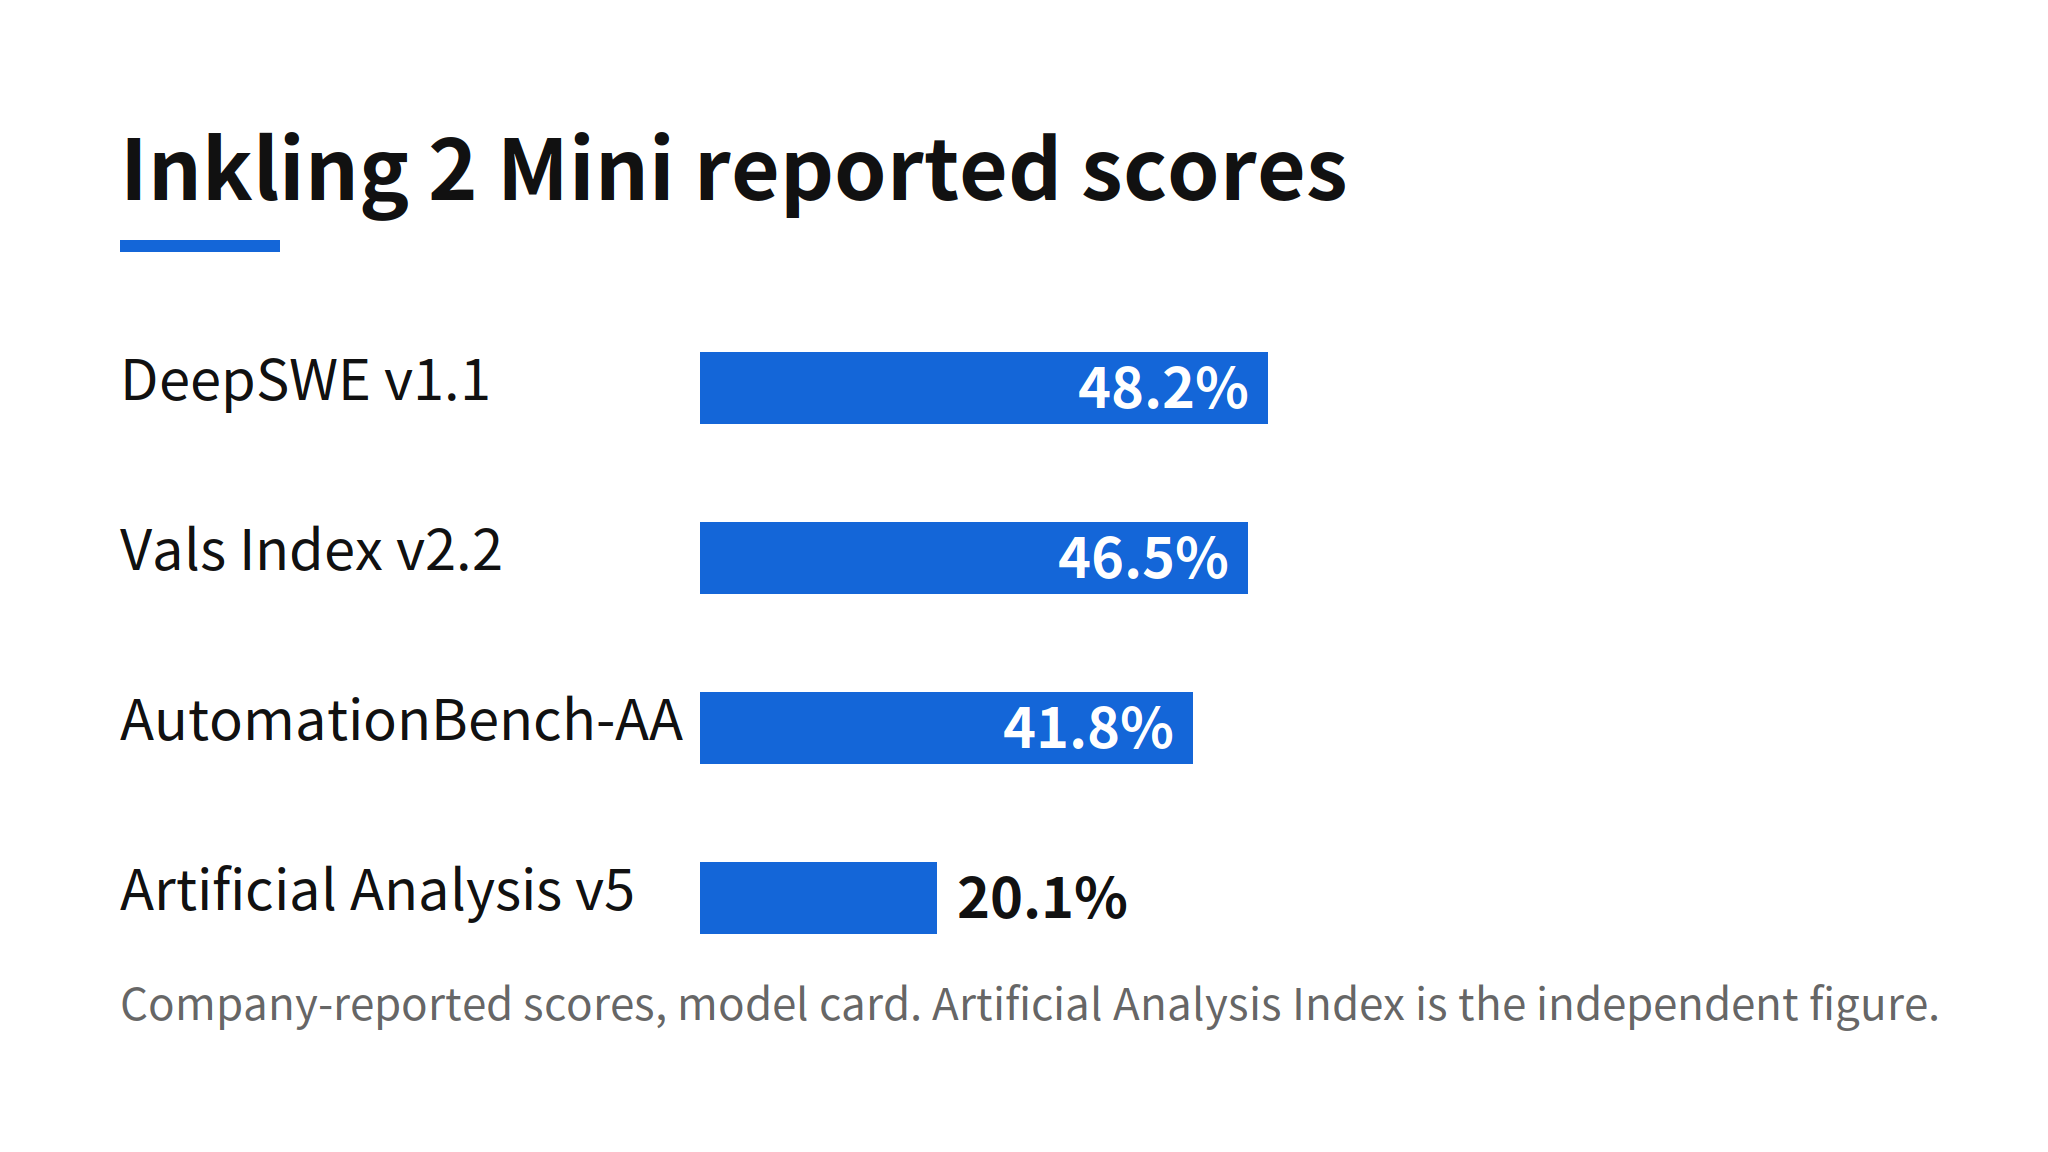 Inkling 2 Mini reported scores
DeepSWE v1.1 48.2%
Vals Index v2.2 46.5%
AutomationBench-AA 41.8%
Artificial Analysis v5 20.1%
Company-reported scores, model card. Artificial Analysis Index is the independent figure.